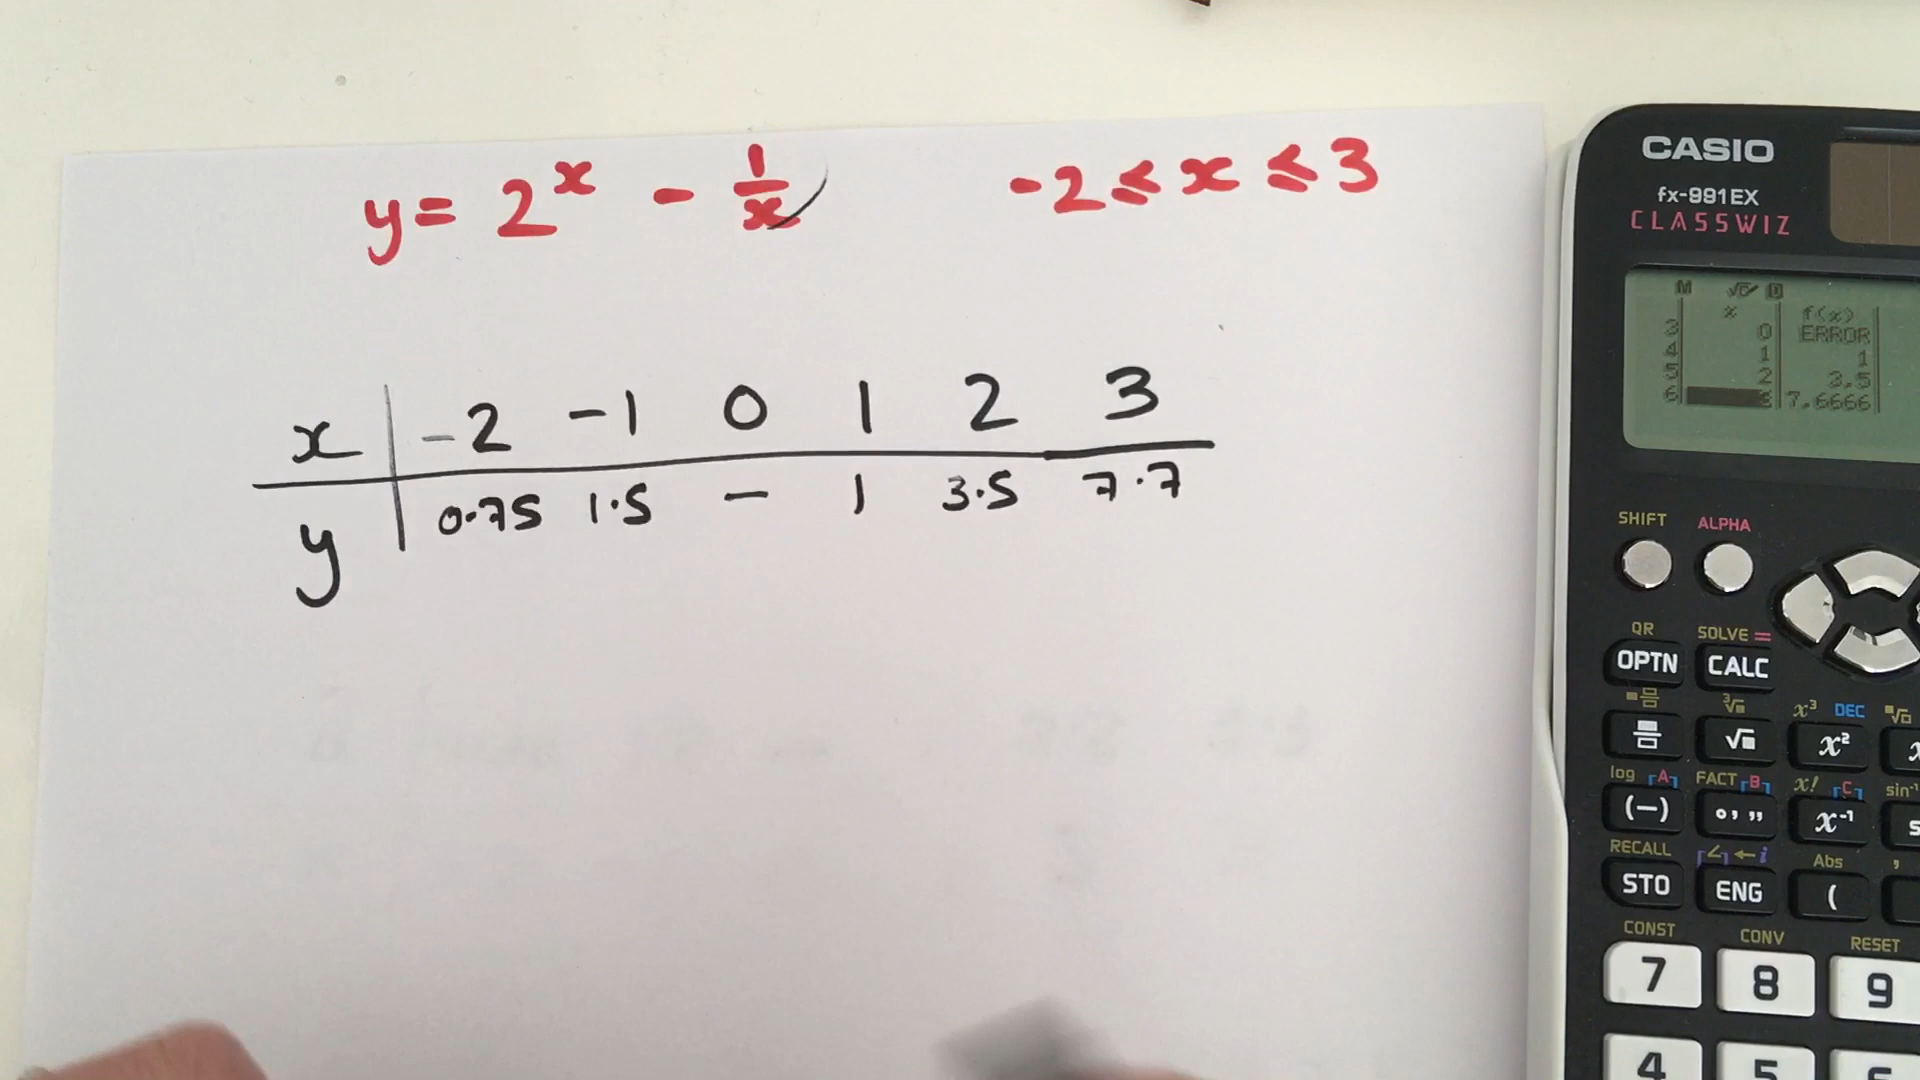 y = 2^x - 1/x -2 ≤ x ≤ 3
x -2 -1 0 1 2 3
y 0.75 1.5 - 1 3.5 7.7
CASIO
fx-991EX
CLASSWIZ
M √ D
x f(x)
3 0 ERROR
4 1 1
5 2 3.5
6 3 7.6666
SHIFT ALPHA
QR SOLVE =
OPTN CALC
x³ DEC
x²
log A FACT B x! C sin⁻¹
(−) x⁻¹
RECALL ∠ ← i Abs ,
STO ENG (
CONST CONV RESET
7 8 9
4 5 6